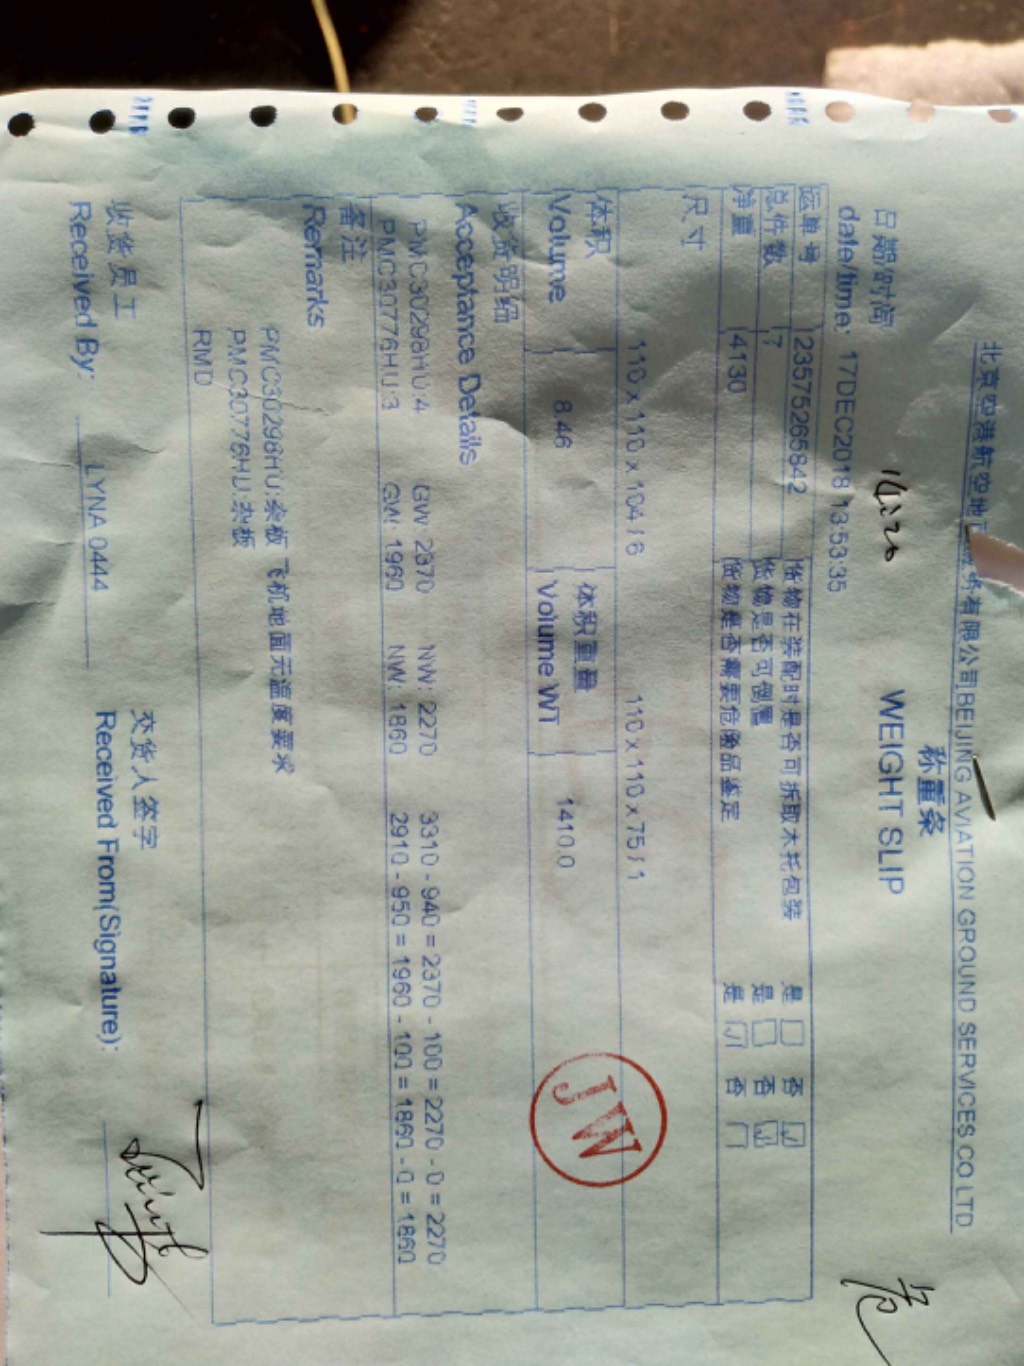 北京空港航空地 务有限公司BEIJING AVIATION GROUND SERVICES CO LTD
称重条
WEIGHT SLIP
危
日期时间
date/time: 17DEC2018 13:53:35
运单号 23575265842 货物在装配时是否可拆取木托包装 是 否
总件数 7 货物是否可倒置 是 否
净重 4130 货物是否需要危险品鉴定 是 否
尺寸
110 x 110 x 104 / 6 110 x 110 x 75 / 1
体积 体积重量
Volume 8.46 Volume WT 1410.0
JW
收货明细
Acceptance Details
PMC30298HU:4 GW: 2370 NW: 2270 3310 - 940 = 2370 - 100 = 2270 - 0 = 2270
PMC30776HU:3 GW: 1960 NW: 1860 2910 - 950 = 1960 - 100 = 1860 - 0 = 1860
备注
Remarks
PMC30298HU:杂板 飞机地面无温度要求
PMC30776HU:杂板
RMD
收货员工 交货人签字
Received By: LYNA 0444 Received From(Signature):